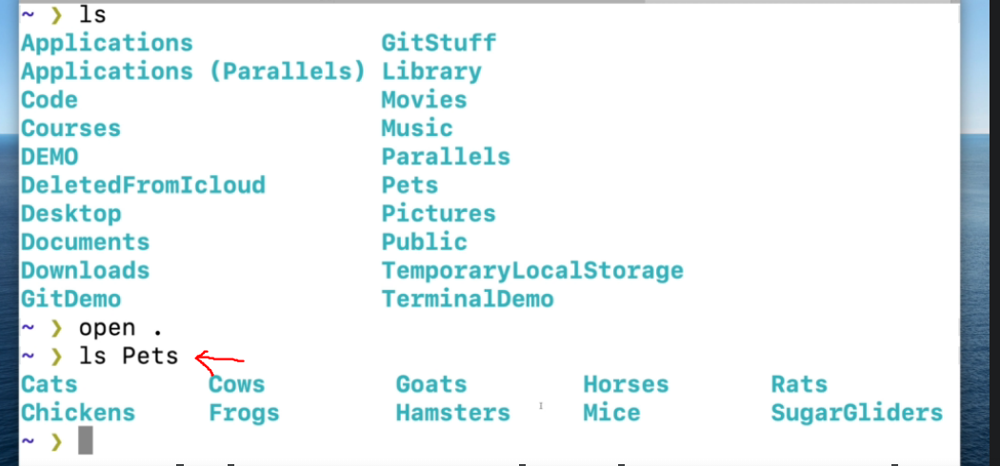 ~ ❯ ls
Applications GitStuff
Applications (Parallels) Library
Code Movies
Courses Music
DEMO Parallels
DeletedFromIcloud Pets
Desktop Pictures
Documents Public
Downloads TemporaryLocalStorage
GitDemo TerminalDemo
~ ❯ open .
~ ❯ ls Pets
Cats Cows Goats Horses Rats
Chickens Frogs Hamsters Mice SugarGliders
~ ❯